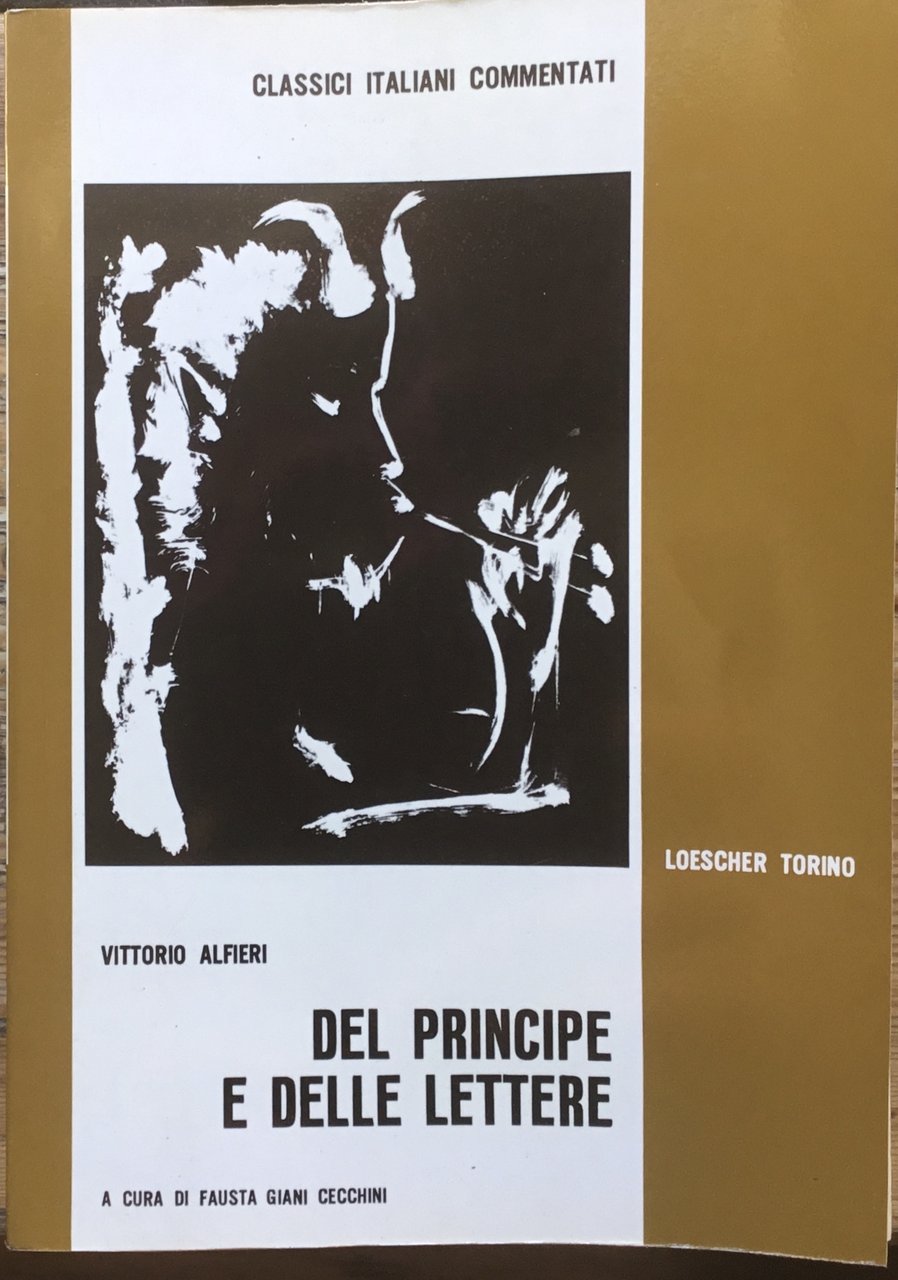 CLASSICI ITALIANI COMMENTATI
LOESCHER TORINO
VITTORIO ALFIERI
DEL PRINCIPE
E DELLE LETTERE
A CURA DI FAUSTA GIANI CECCHINI